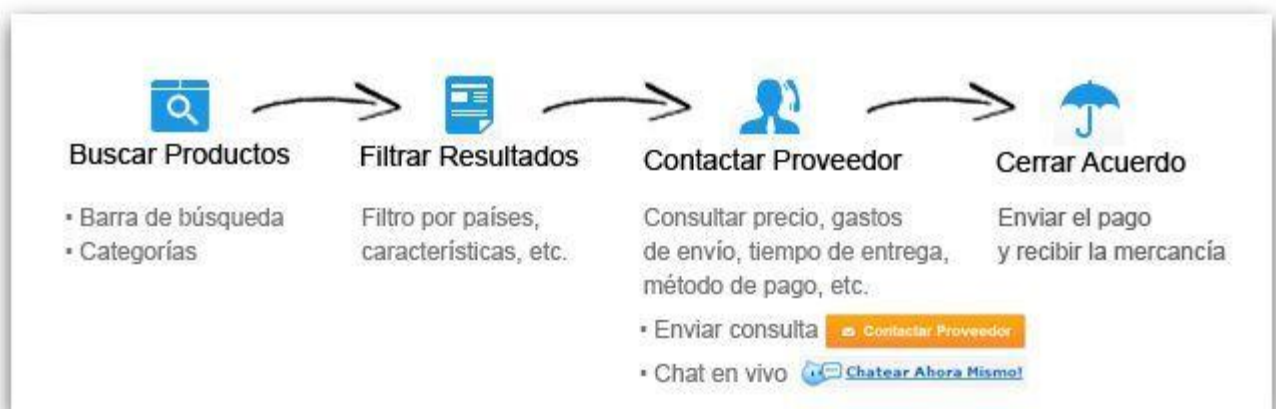 Buscar Productos
• Barra de búsqueda
• Categorías
Filtrar Resultados
Filtro por países,
características, etc.
Contactar Proveedor
Consultar precio, gastos
de envío, tiempo de entrega,
método de pago, etc.
• Enviar consulta Contactar Proveedor
• Chat en vivo Chatear Ahora Mismo!
Cerrar Acuerdo
Enviar el pago
y recibir la mercancía